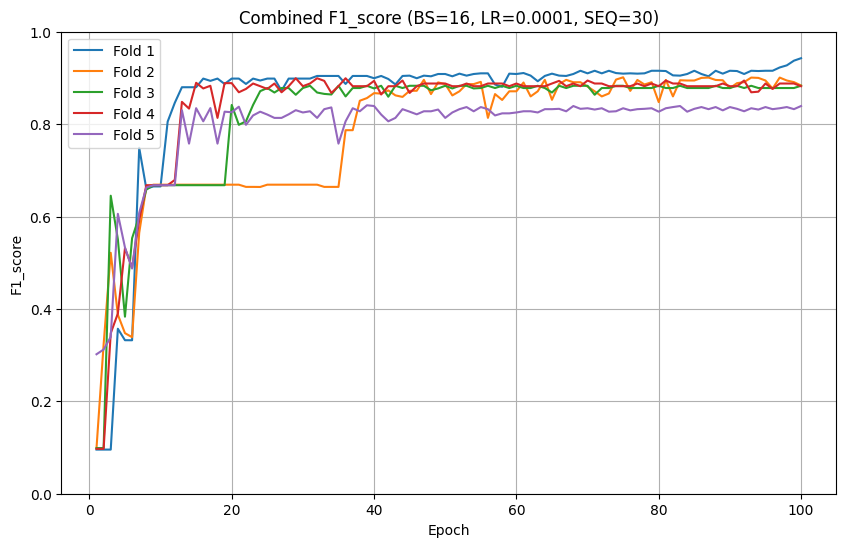 Combined F1_score (BS=16, LR=0.0001, SEQ=30)
Fold 1
Fold 2
Fold 3
Fold 4
Fold 5
1.0
0.8
0.6
0.4
0.2
0.0
F1_score
0
20
40
60
80
100
Epoch